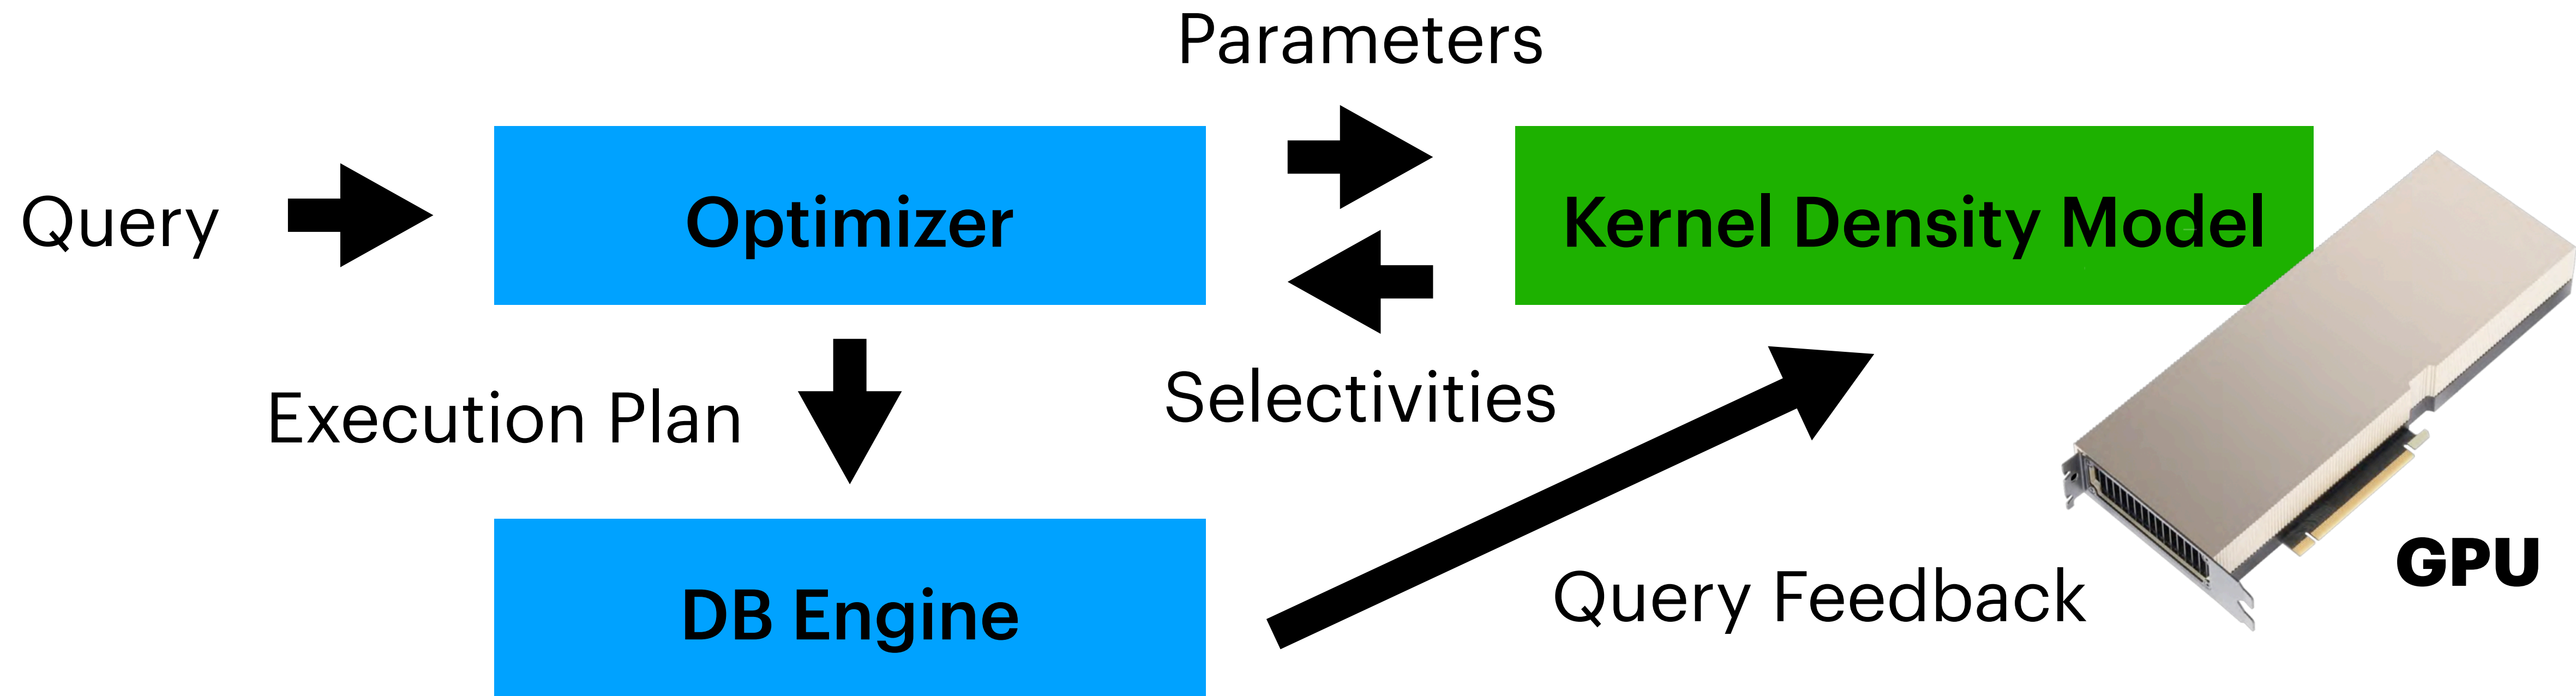 Parameters
Query
Optimizer
Kernel Density Model
Selectivities
Execution Plan
DB Engine
Query Feedback
GPU